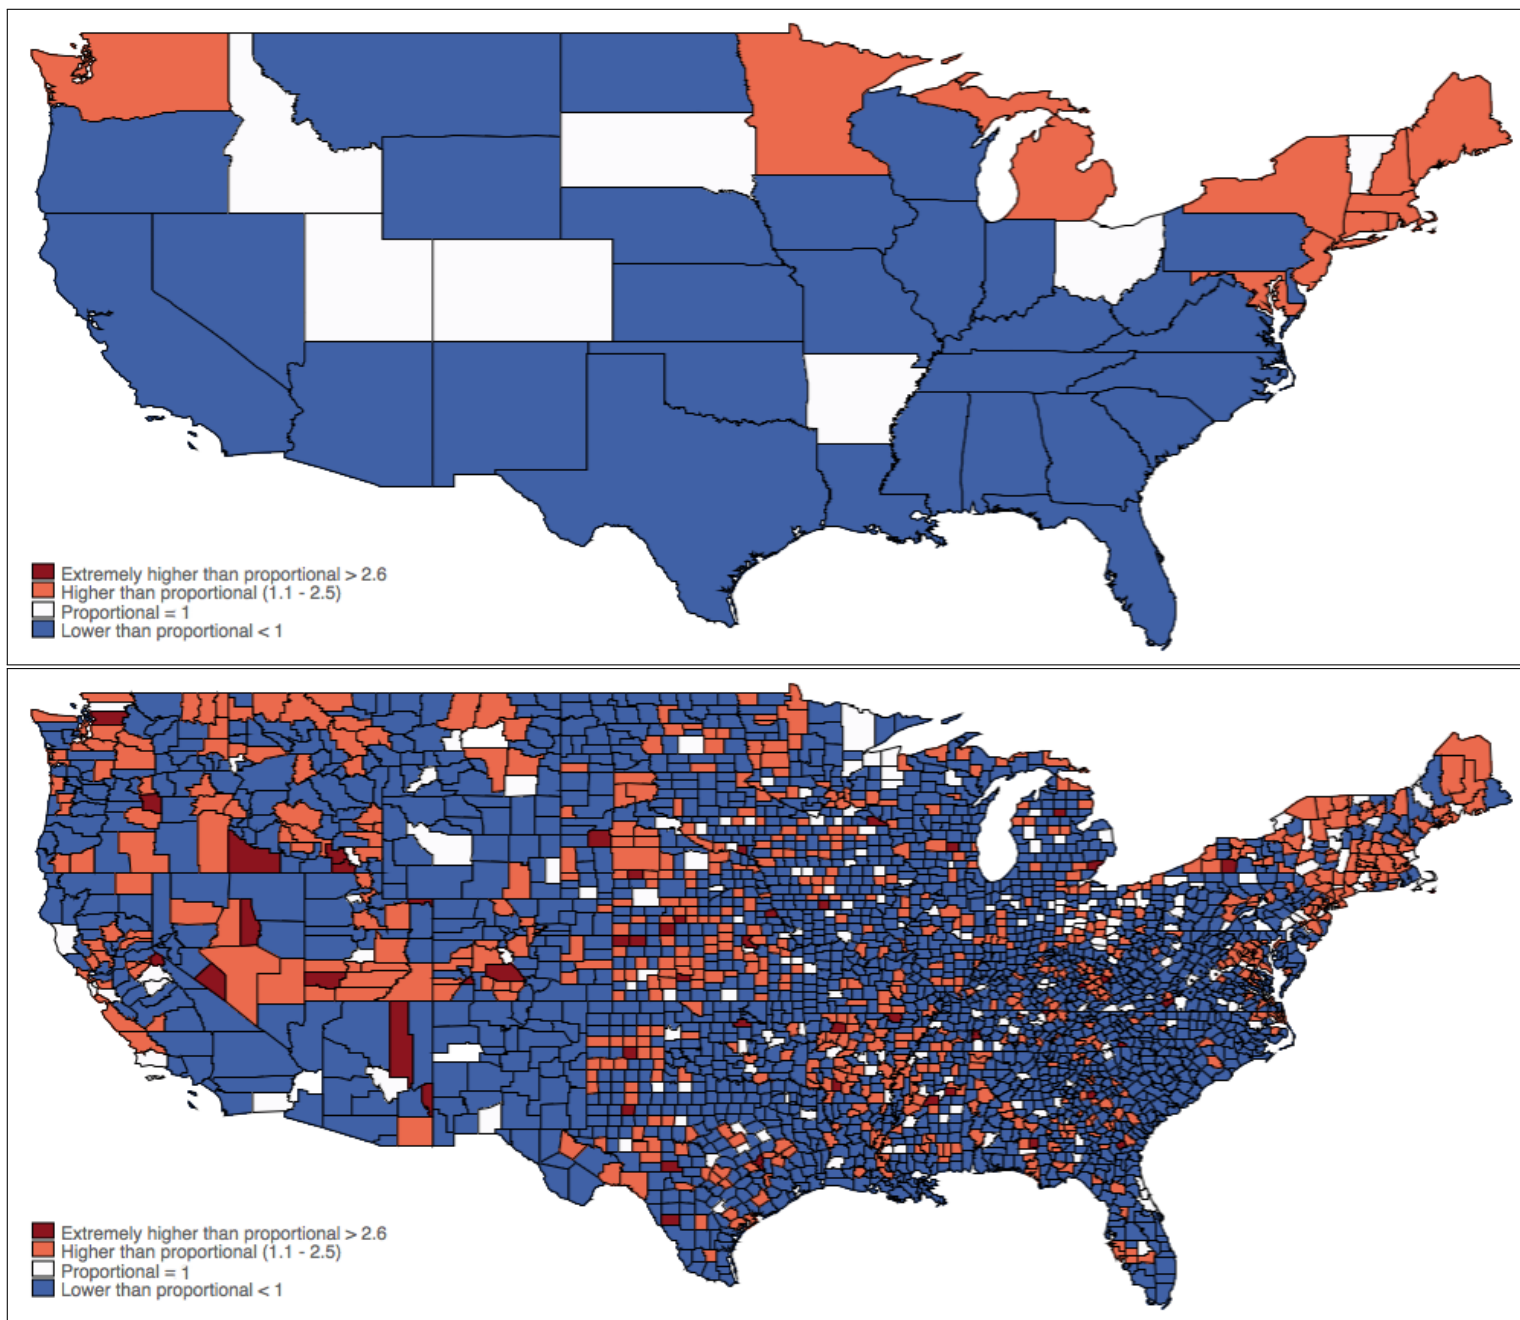 Extremely higher than proportional > 2.6
Higher than proportional (1.1 - 2.5)
Proportional = 1
Lower than proportional < 1
Extremely higher than proportional > 2.6
Higher than proportional (1.1 - 2.5)
Proportional = 1
Lower than proportional < 1